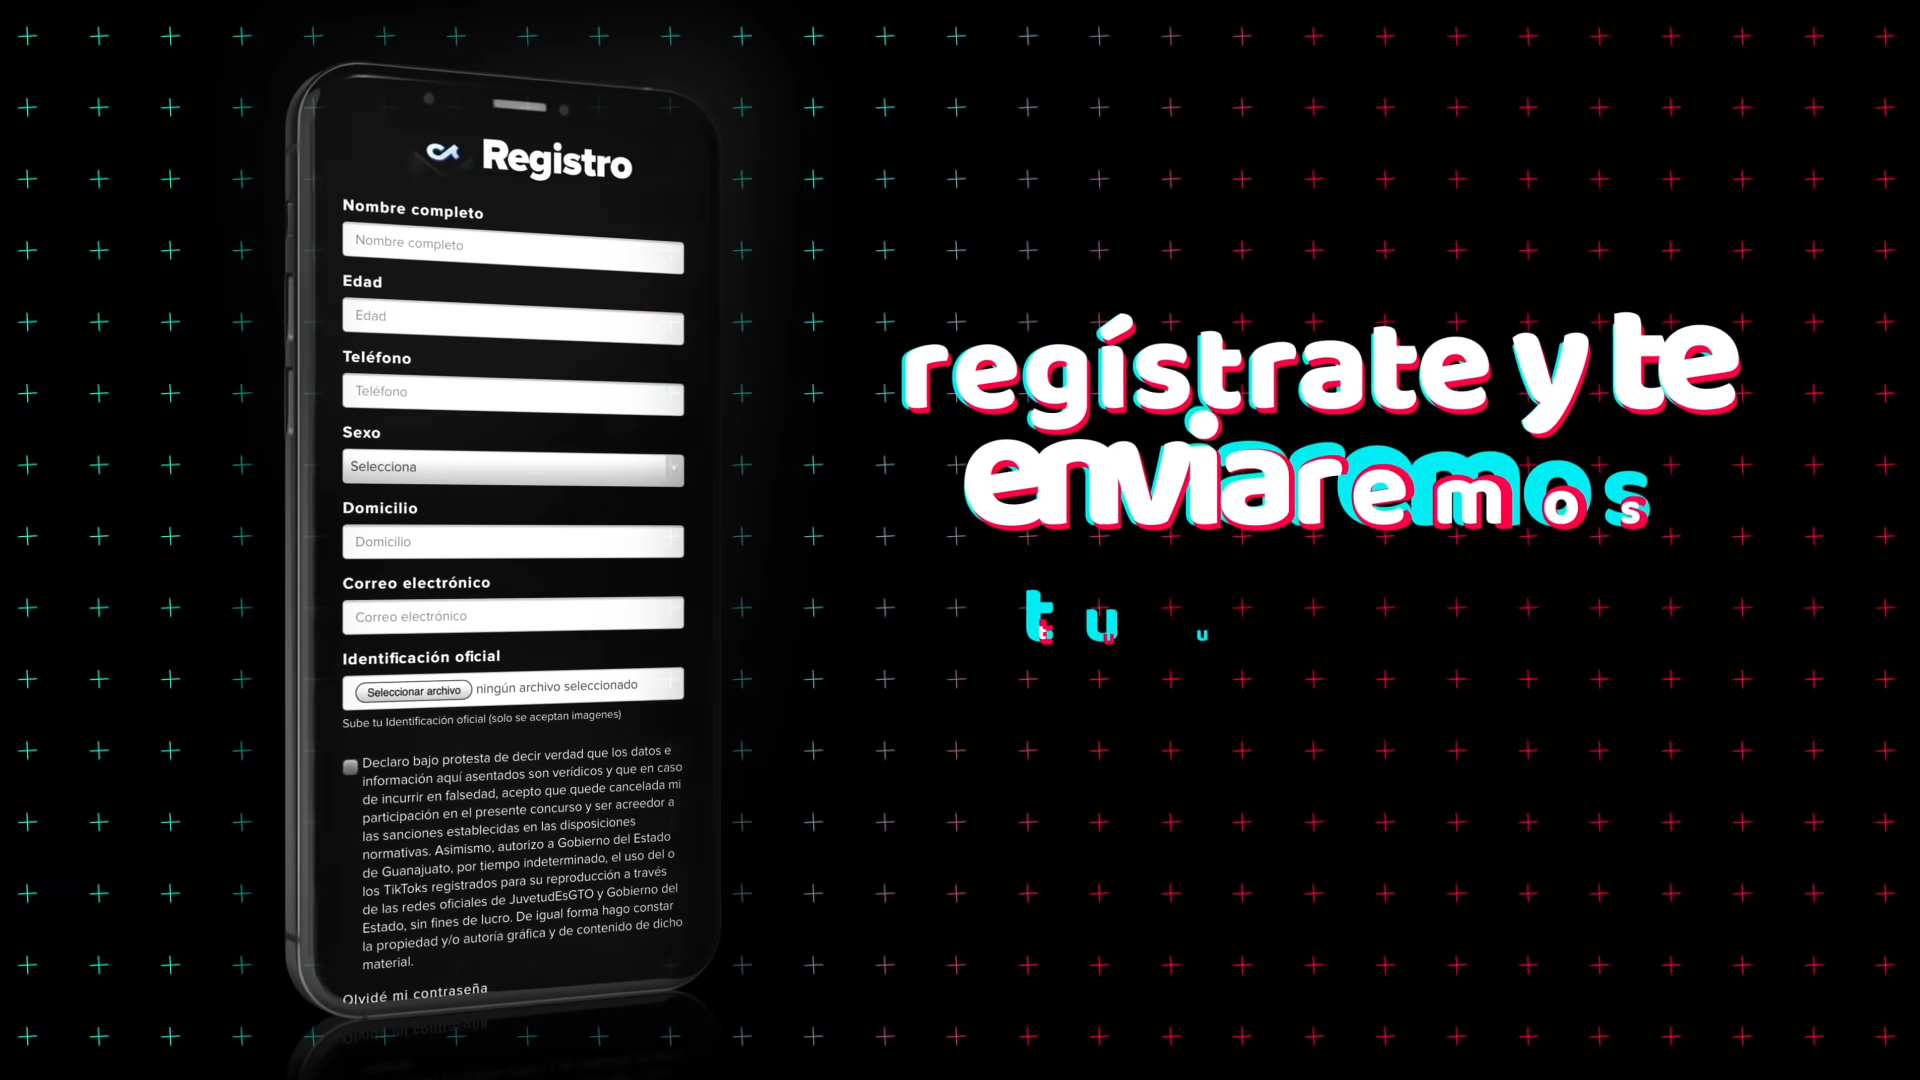 Registro
Nombre completo
Nombre completo
Edad
Edad
Teléfono
Teléfono
Sexo
Selecciona
Domicilio
Domicilio
Correo electrónico
Correo electrónico
Identificación oficial
Seleccionar archivo ningún archivo seleccionado
Sube tu Identificación oficial (solo se aceptan imagenes)
Declaro bajo protesta de decir verdad que los datos e
información aquí asentados son verídicos y que en caso
de incurrir en falsedad, acepto que quede cancelada mi
participación en el presente concurso y ser acreedor a
las sanciones establecidas en las disposiciones
normativas. Asimismo, autorizo a Gobierno del Estado
de Guanajuato, por tiempo indeterminado, el uso del o
los TikToks registrados para su reproducción a través
de las redes oficiales de JuvetudEsGTO y Gobierno del
Estado, sin fines de lucro. De igual forma hago constar
la propiedad y/o autoría gráfica y de contenido de dicho
material.
Olvidé mi contraseña
regístrate y te
enviaremos
tu u